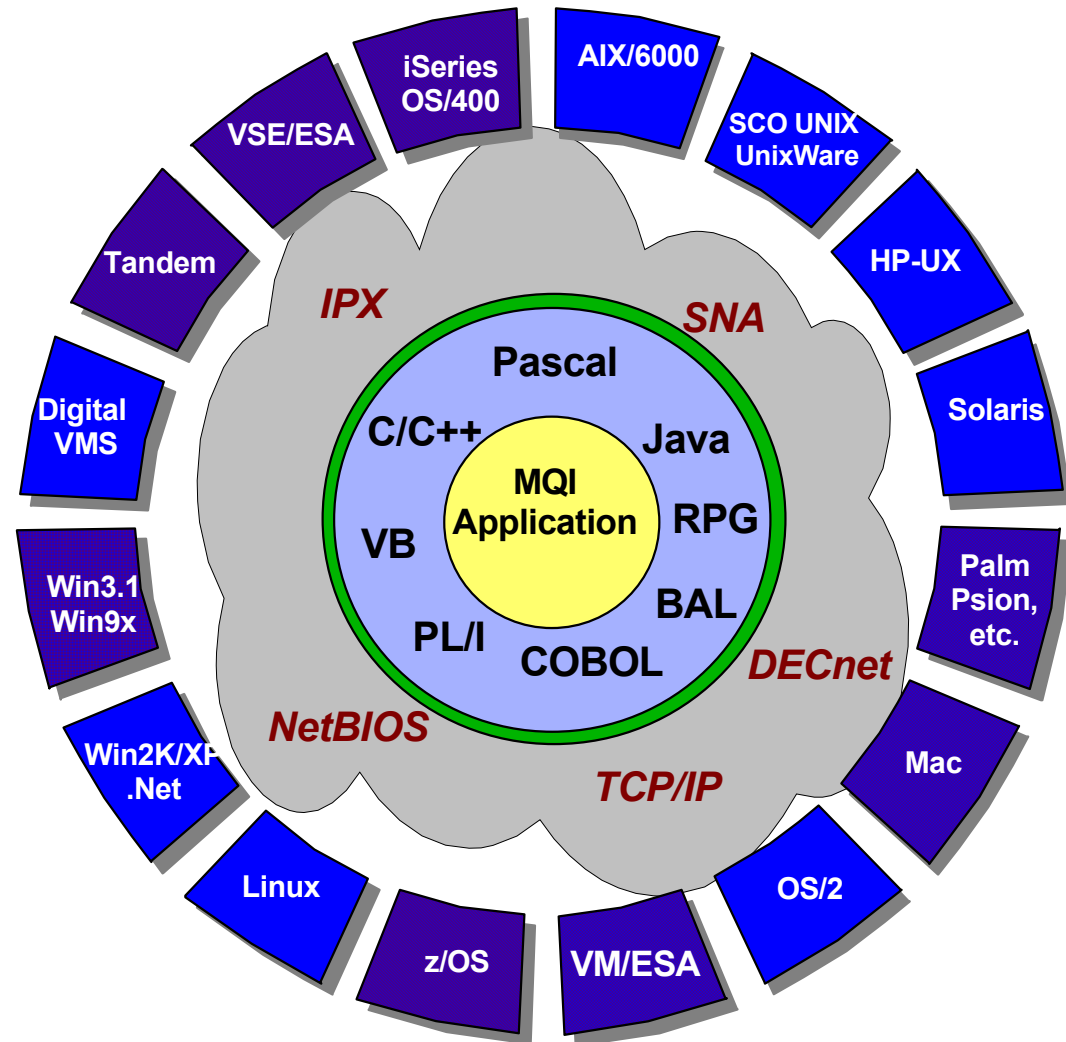 iSeries
OS/400
AIX/6000
SCO UNIX
UnixWare
HP-UX
Solaris
Palm
Psion,
etc.
Mac
OS/2
VM/ESA
z/OS
Linux
Win2K/XP
.Net
Win3.1
Win9x
Digital
VMS
Tandem
VSE/ESA
IPX
SNA
DECnet
TCP/IP
NetBIOS
Pascal
Java
RPG
BAL
COBOL
PL/I
VB
C/C++
MQI
Application